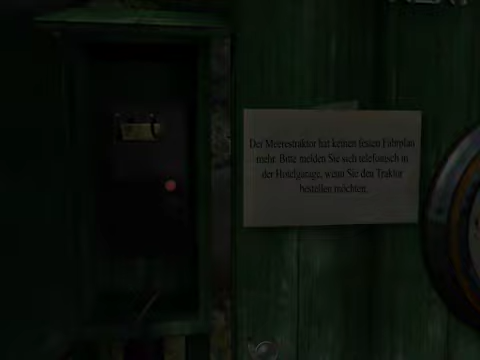 Der Meerestraktor hat keinen festen Fahrplan
mehr. Bitte melden Sie sich telefonisch in
der Hotelgarage, wenn Sie den Traktor
bestellen möchten.